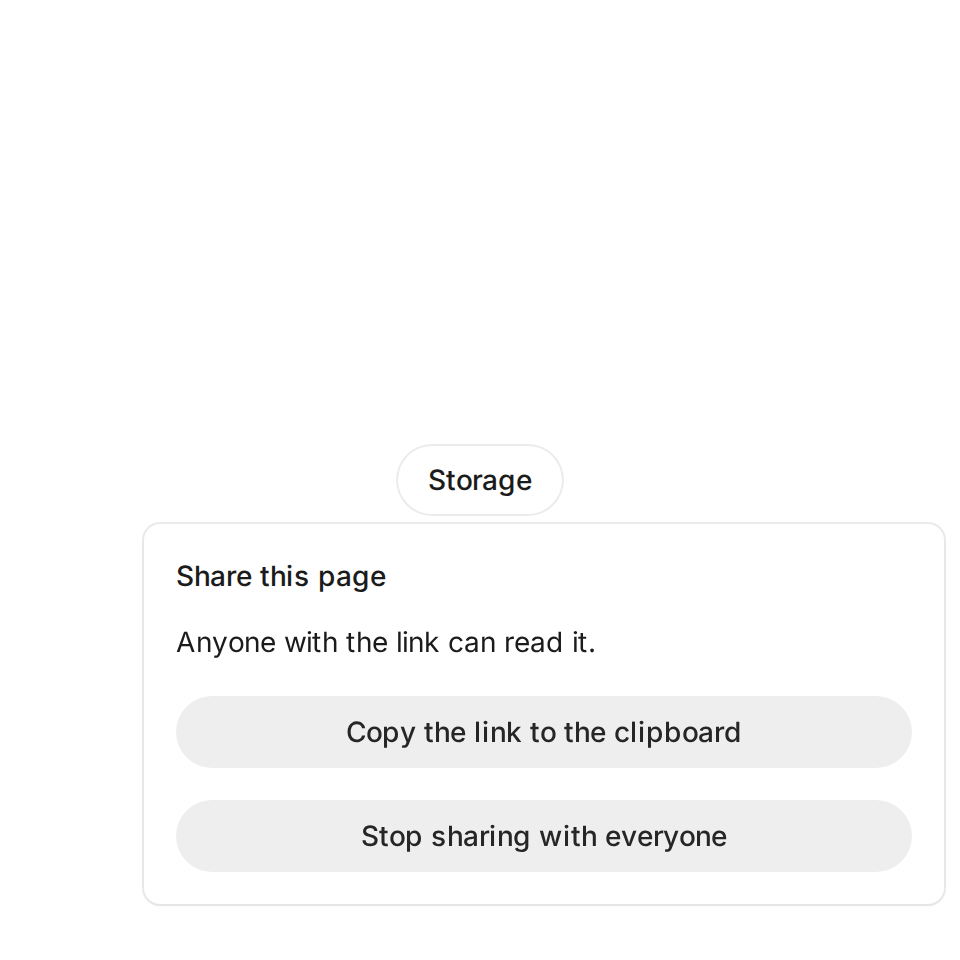 Storage
Share this page
Anyone with the link can read it.
Copy the link to the clipboard
Stop sharing with everyone